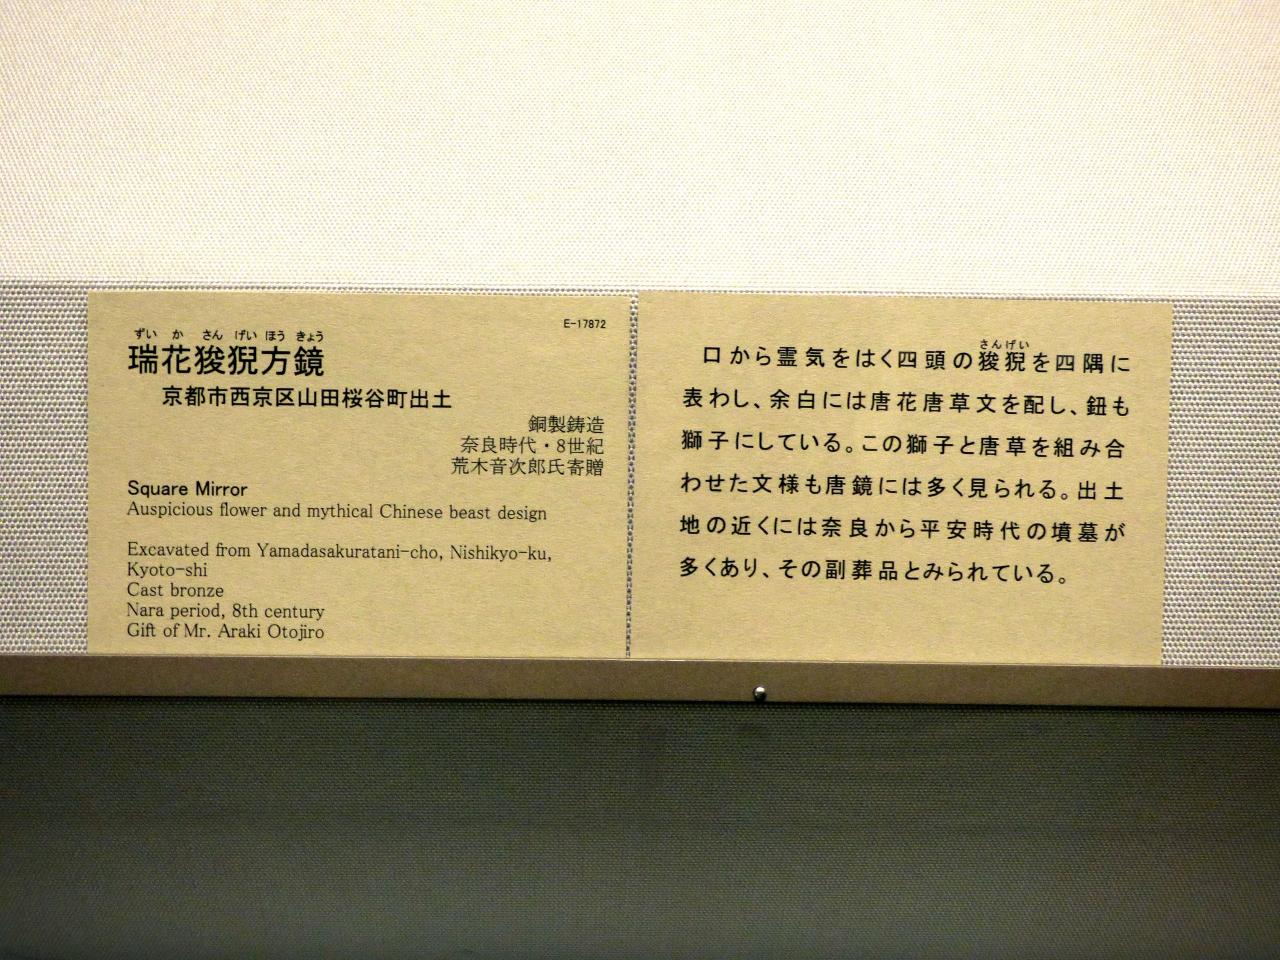 E-17872
ずい か さん げい ほう きょう
瑞花狻猊方鏡
京都市西京区山田桜谷町出土
銅製鋳造
奈良時代・8世紀
荒木音次郎氏寄贈
Square Mirror
Auspicious flower and mythical Chinese beast design
Excavated from Yamadasakuratani-cho, Nishikyo-ku,
Kyoto-shi
Cast bronze
Nara period, 8th century
Gift of Mr. Araki Otojiro
さんげい
口から霊気をはく四頭の狻猊を四隅に
表わし、余白には唐花唐草文を配し、鈕も
獅子にしている。この獅子と唐草を組み合
わせた文様も唐鏡には多く見られる。出土
地の近くには奈良から平安時代の墳墓が
多くあり、その副葬品とみられている。